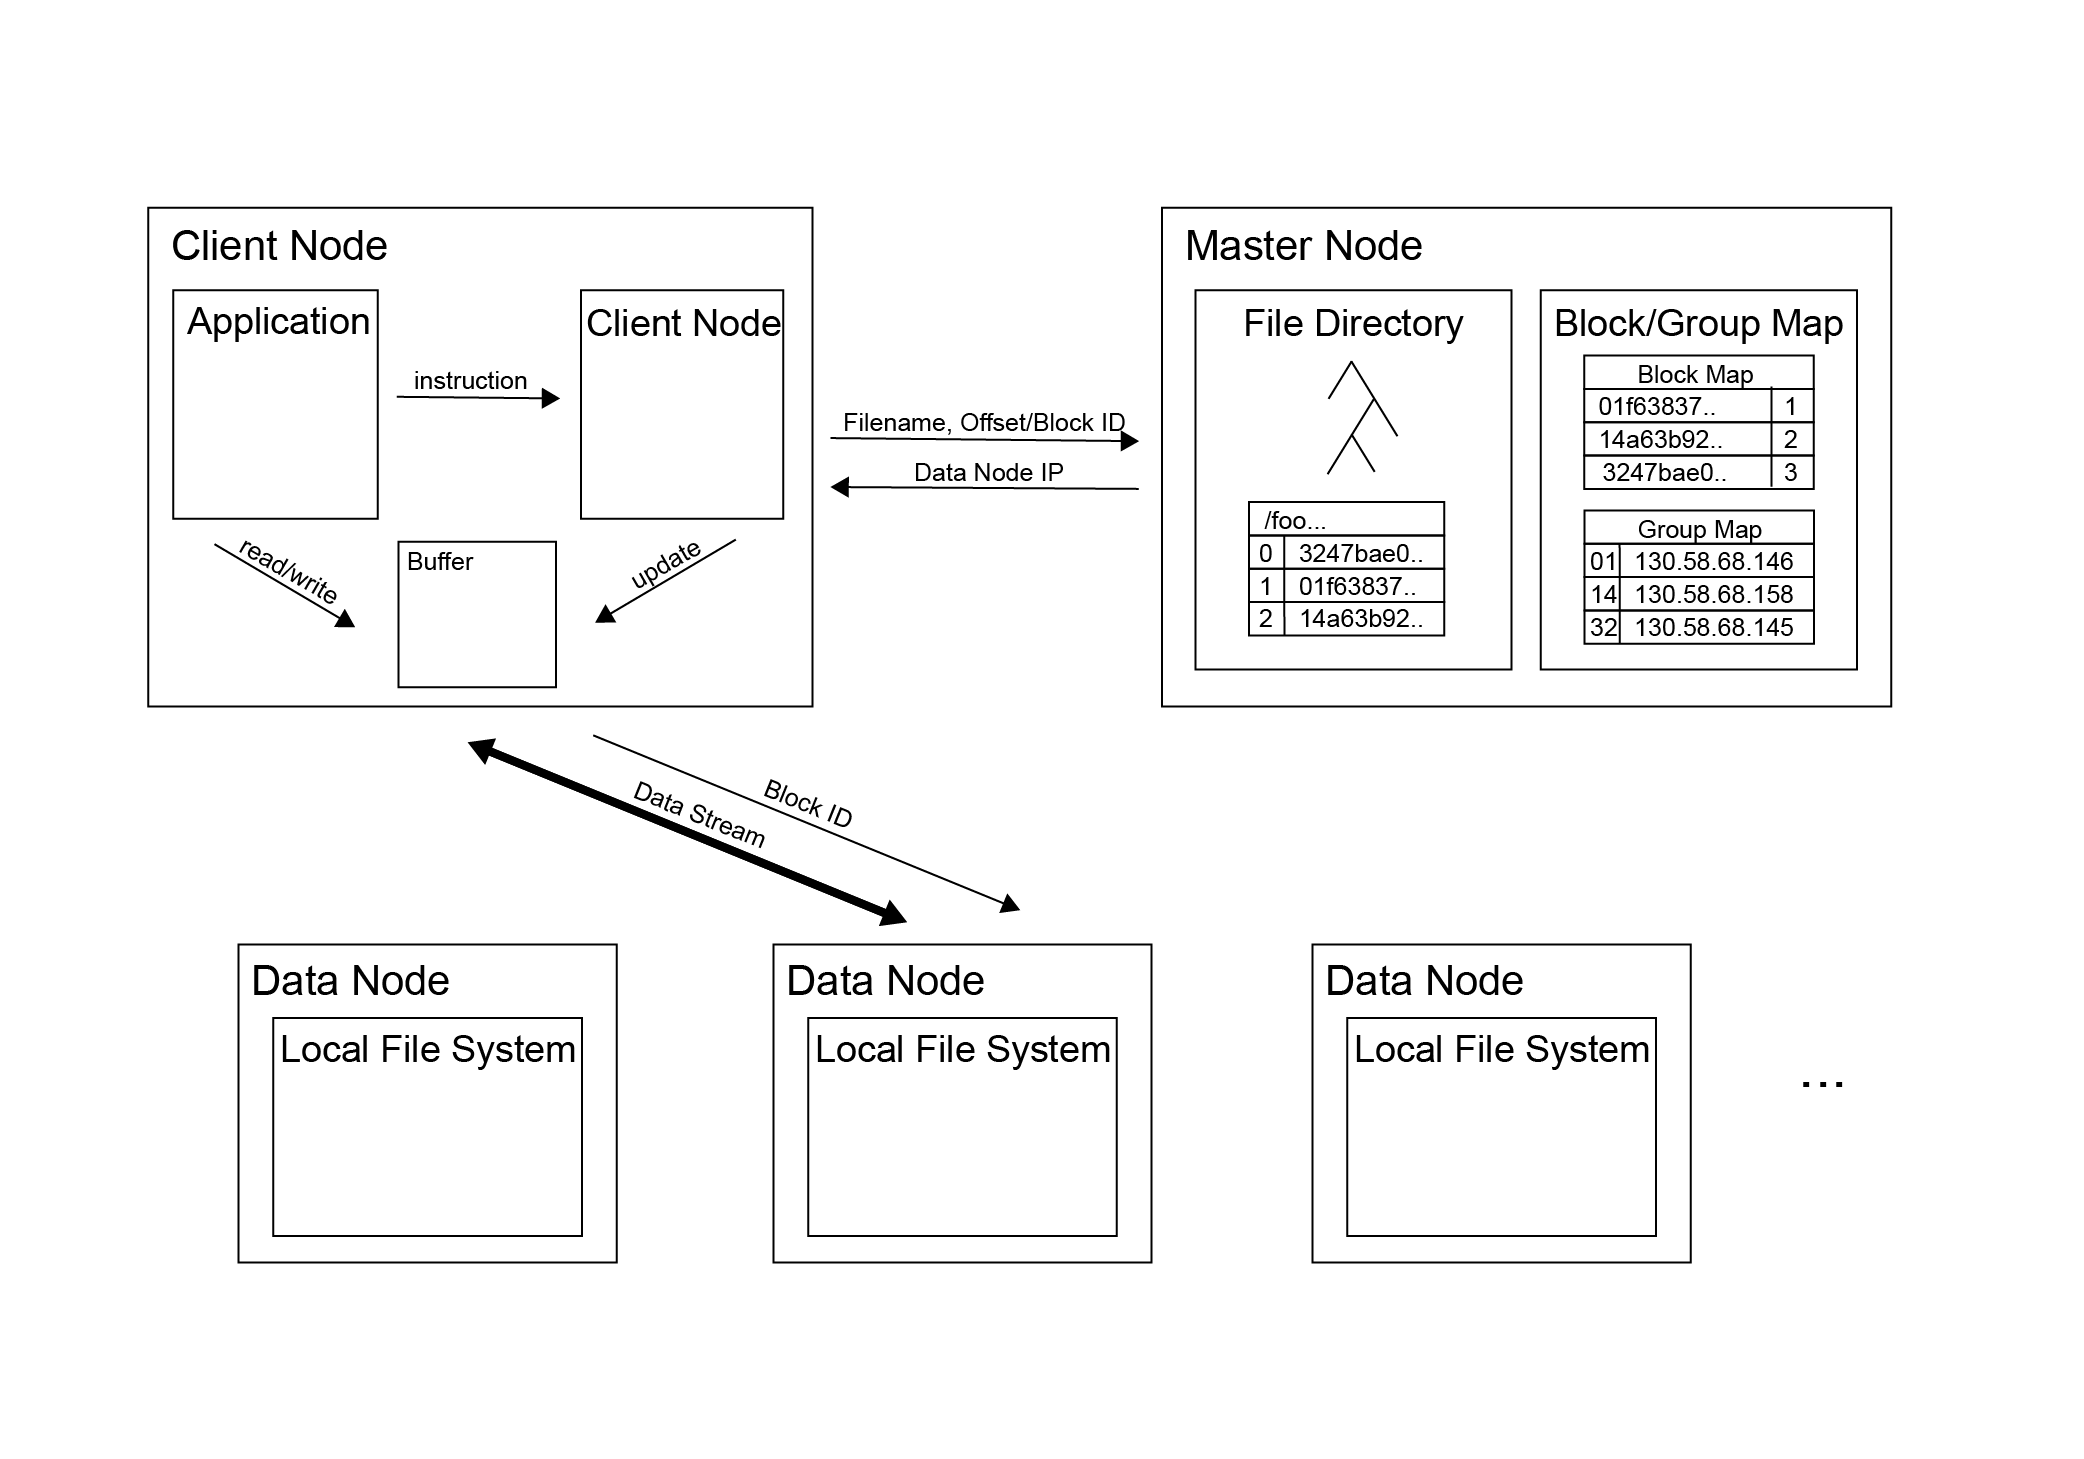 Client Node
Application
Client Node
instruction
read/write
Buffer
update
Filename, Offset/Block ID
Data Node IP
Master Node
File Directory
/foo...
0 3247bae0..
1 01f63837..
2 14a63b92..
Block/Group Map
Block Map
01f63837.. 1
14a63b92.. 2
3247bae0.. 3
Group Map
01 130.58.68.146
14 130.58.68.158
32 130.58.68.145
Data Stream
Block ID
Data Node
Local File System
Data Node
Local File System
Data Node
Local File System
...